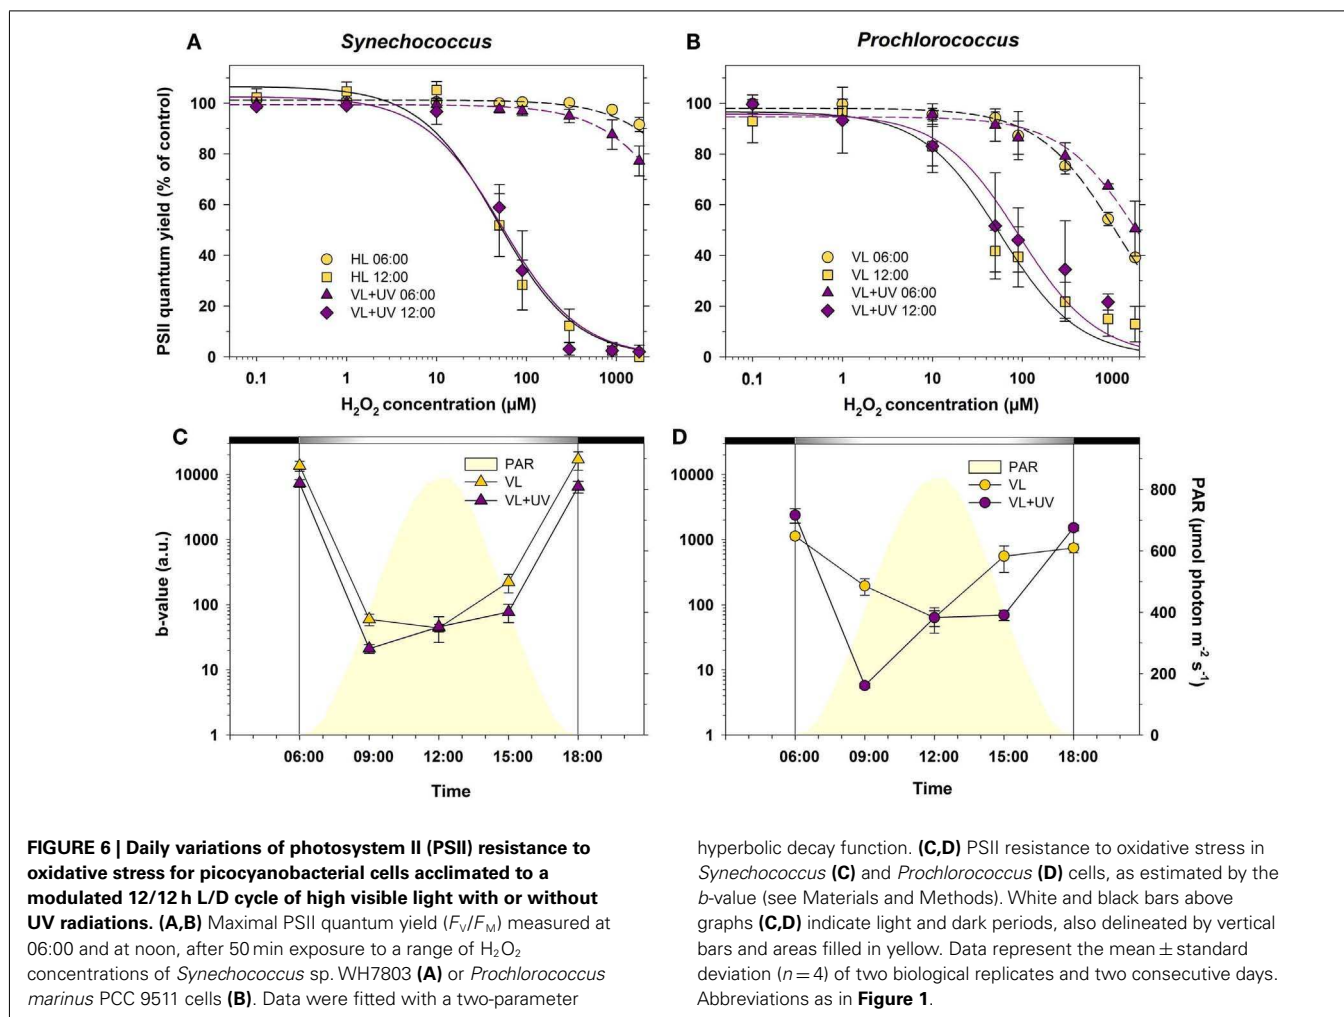 A
Synechococcus
B
Prochlorococcus
PSII quantum yield (% of control)
100
80
60
40
20
0
HL 06:00
HL 12:00
VL+UV 06:00
VL+UV 12:00
0.1 1 10 100 1000
H₂O₂ concentration (µM)
100
80
60
40
20
0
VL 06:00
VL 12:00
VL+UV 06:00
VL+UV 12:00
0.1 1 10 100 1000
H₂O₂ concentration (µM)
C
b-value (a.u.)
10000
1000
100
10
1
PAR
VL
VL+UV
06:00 09:00 12:00 15:00 18:00
Time
D
10000
1000
100
10
1
PAR
VL
VL+UV
800
600
400
200
0
PAR (µmol photon m⁻² s⁻¹)
06:00 09:00 12:00 15:00 18:00
Time
FIGURE 6 | Daily variations of photosystem II (PSII) resistance to
oxidative stress for picocyanobacterial cells acclimated to a
modulated 12/12 h L/D cycle of high visible light with or without
UV radiations. (A,B) Maximal PSII quantum yield (Fᵥ/Fᴍ) measured at
06:00 and at noon, after 50 min exposure to a range of H₂O₂
concentrations of Synechococcus sp. WH7803 (A) or Prochlorococcus
marinus PCC 9511 cells (B). Data were fitted with a two-parameter
hyperbolic decay function. (C,D) PSII resistance to oxidative stress in
Synechococcus (C) and Prochlorococcus (D) cells, as estimated by the
b-value (see Materials and Methods). White and black bars above
graphs (C,D) indicate light and dark periods, also delineated by vertical
bars and areas filled in yellow. Data represent the mean ± standard
deviation (n = 4) of two biological replicates and two consecutive days.
Abbreviations as in Figure 1.